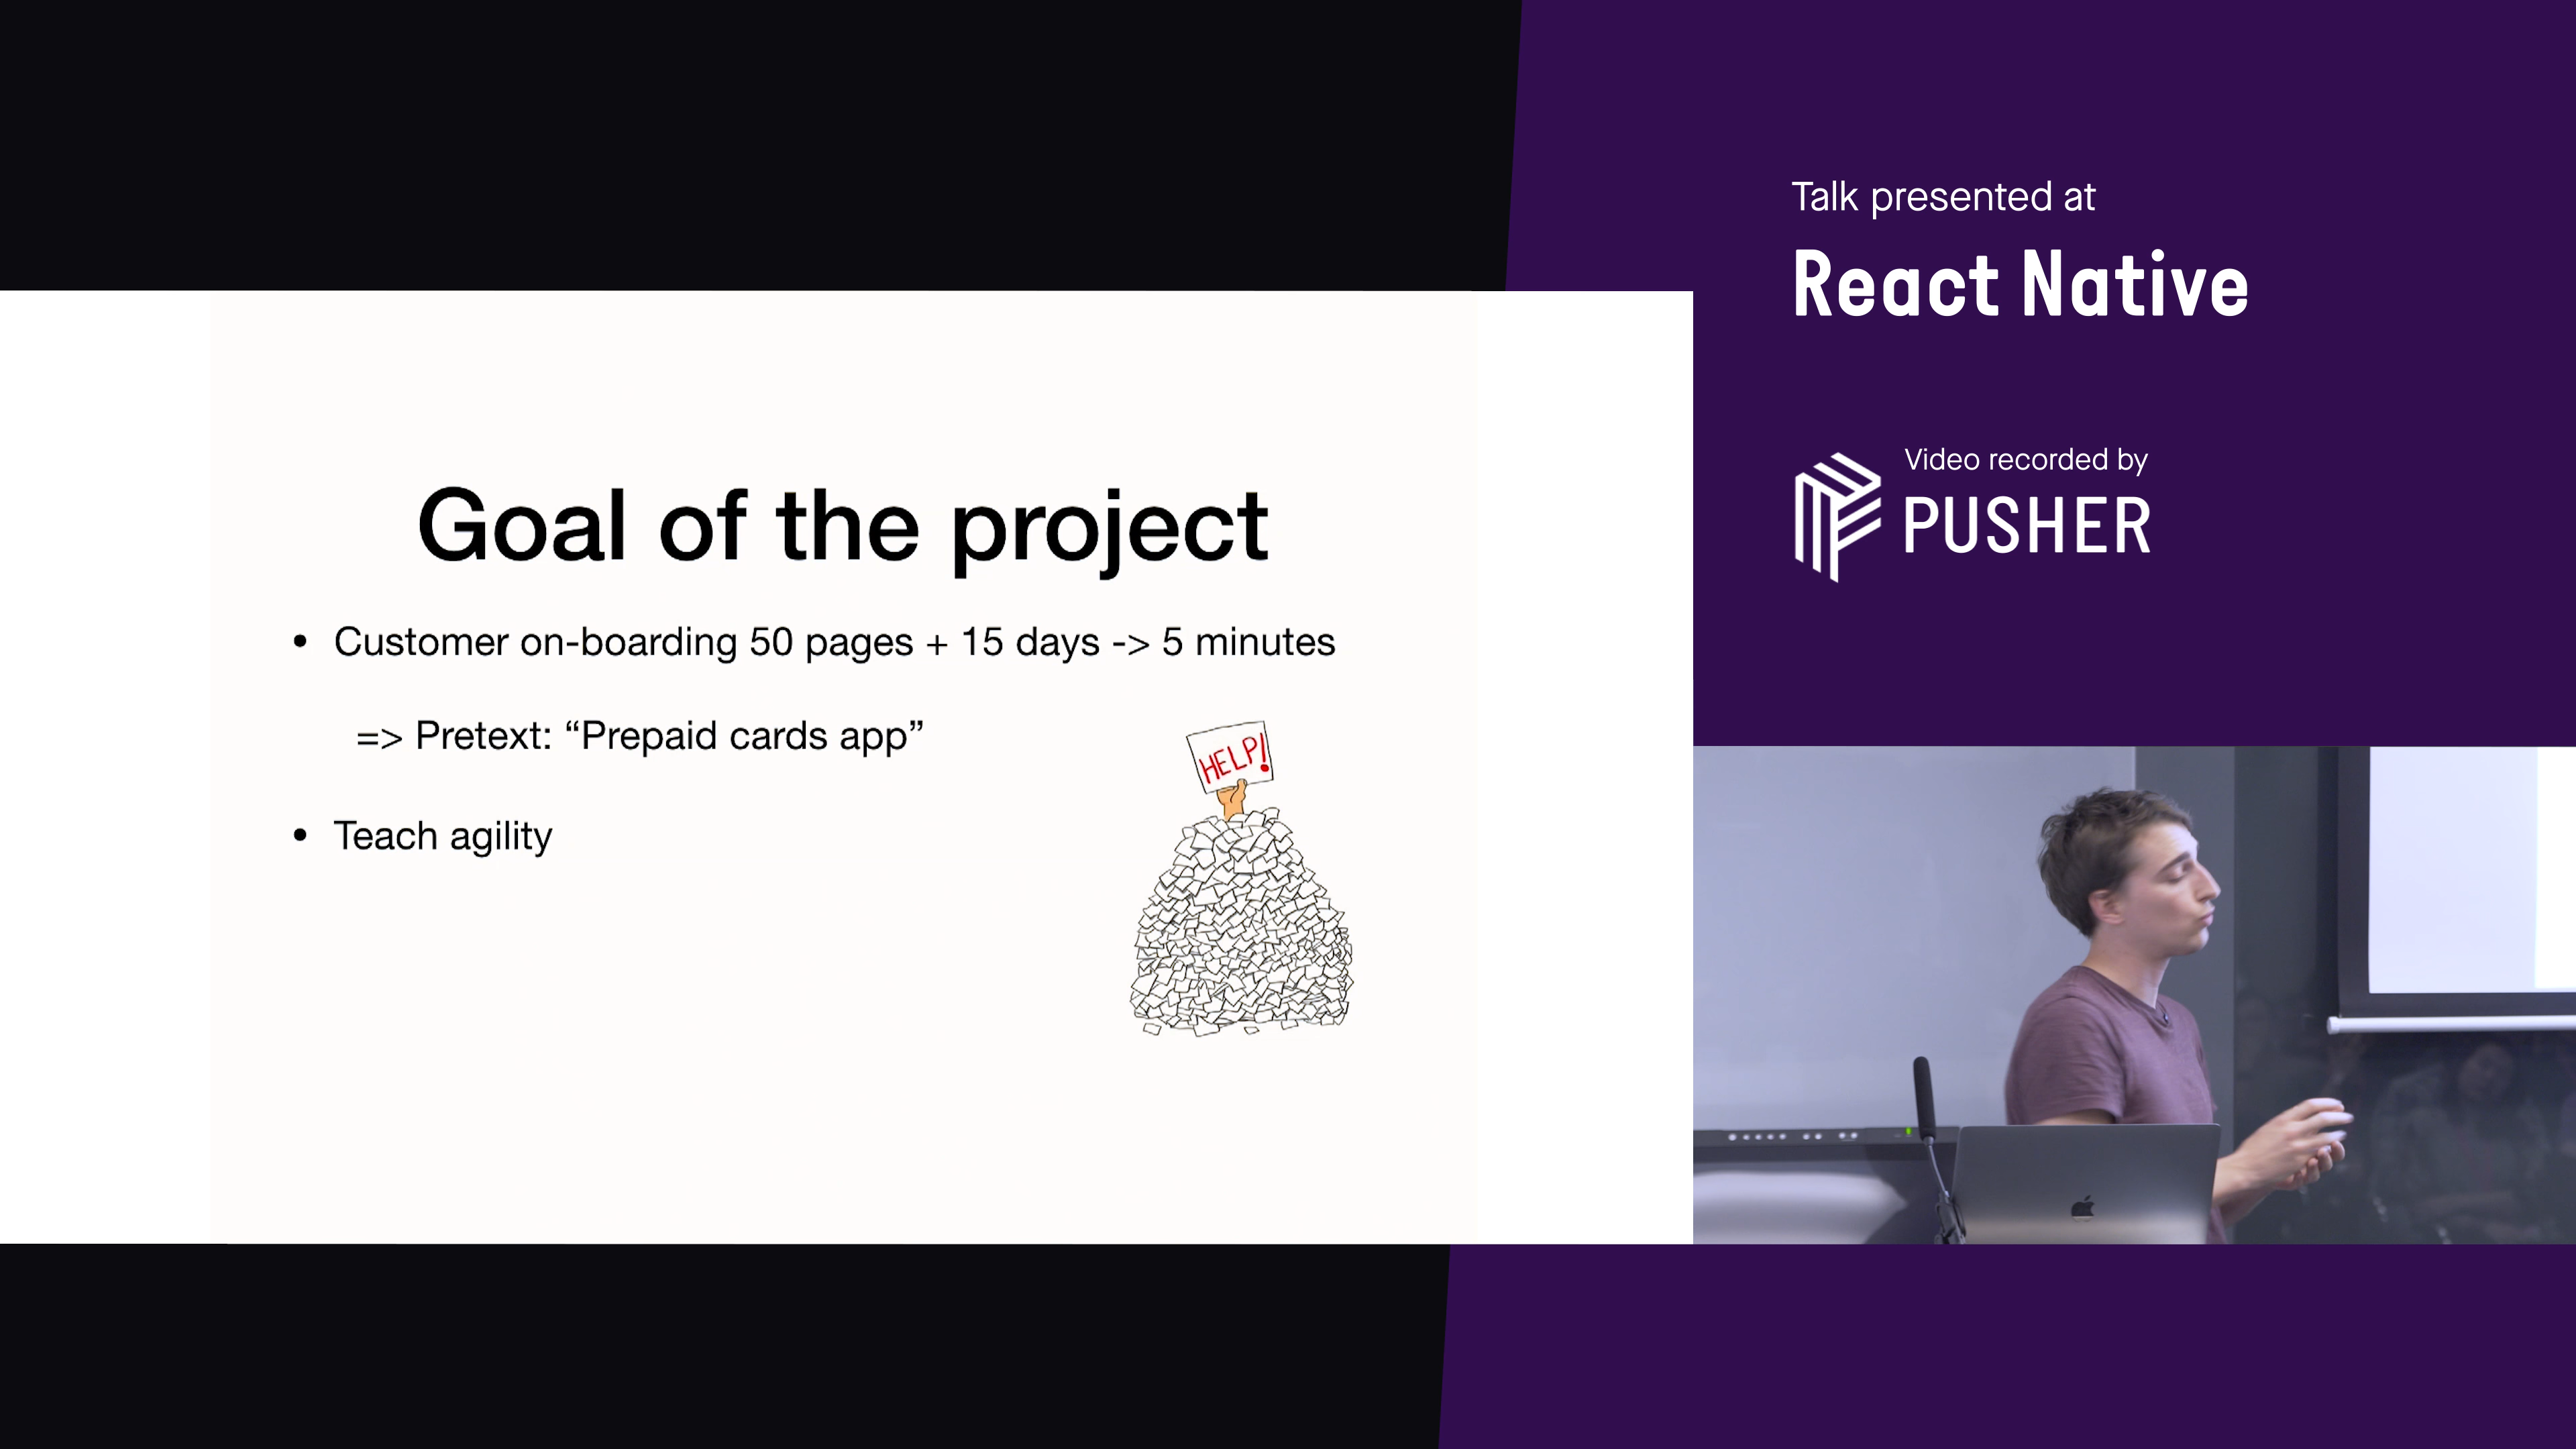 Talk presented at
React Native
Video recorded by
PUSHER
Goal of the project
• Customer on-boarding 50 pages + 15 days -> 5 minutes
=> Pretext: “Prepaid cards app”
HELP!
• Teach agility